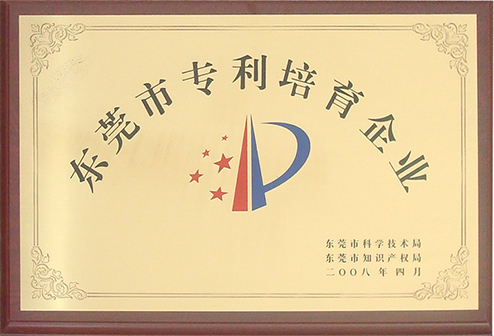 东莞市专利培育企业
东莞市科学技术局
东莞市知识产权局
二〇〇八年四月